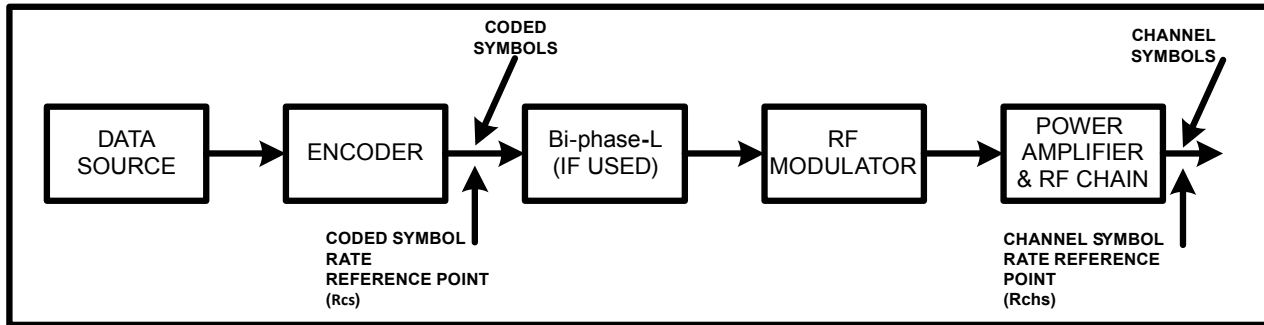 CODED
SYMBOLS
CHANNEL
SYMBOLS
DATA
SOURCE
ENCODER
Bi-phase-L
(IF USED)
RF
MODULATOR
POWER
AMPLIFIER
& RF CHAIN
CODED SYMBOL
RATE
REFERENCE POINT
(Rcs)
CHANNEL SYMBOL
RATE REFERENCE
POINT
(Rchs)